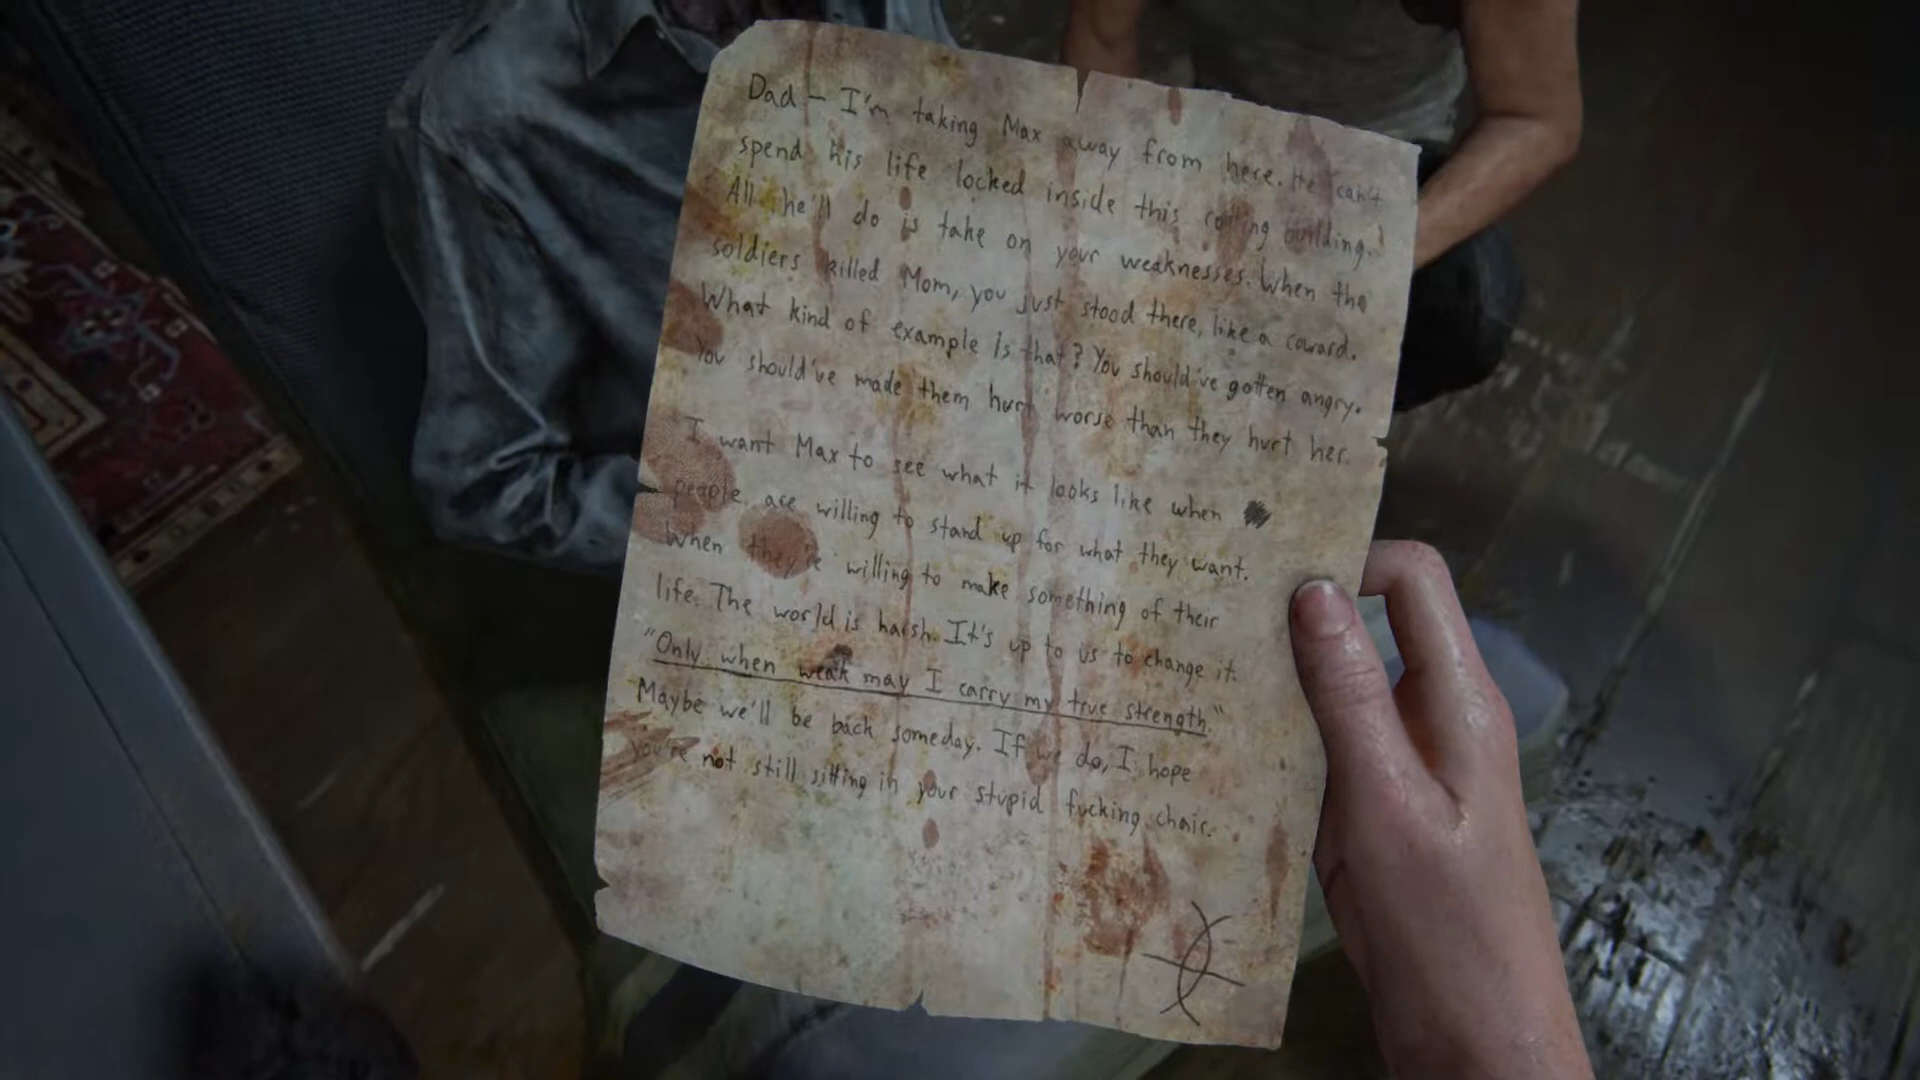 Dad - I'm taking Max away from here. He can't
spend his life locked inside this rotting building.
All he'll do is take on your weaknesses. When the
soldiers killed Mom, you just stood there, like a coward.
What kind of example is that? You should've gotten angry.
You should've made them hurt worse than they hurt her.
I want Max to see what it looks like when
people are willing to stand up for what they want.
When they're willing to make something of their
life. The world is harsh. It's up to us to change it.
"Only when weak may I carry my true strength."
Maybe we'll be back someday. If we do, I hope
you're not still sitting in your stupid fucking chair.